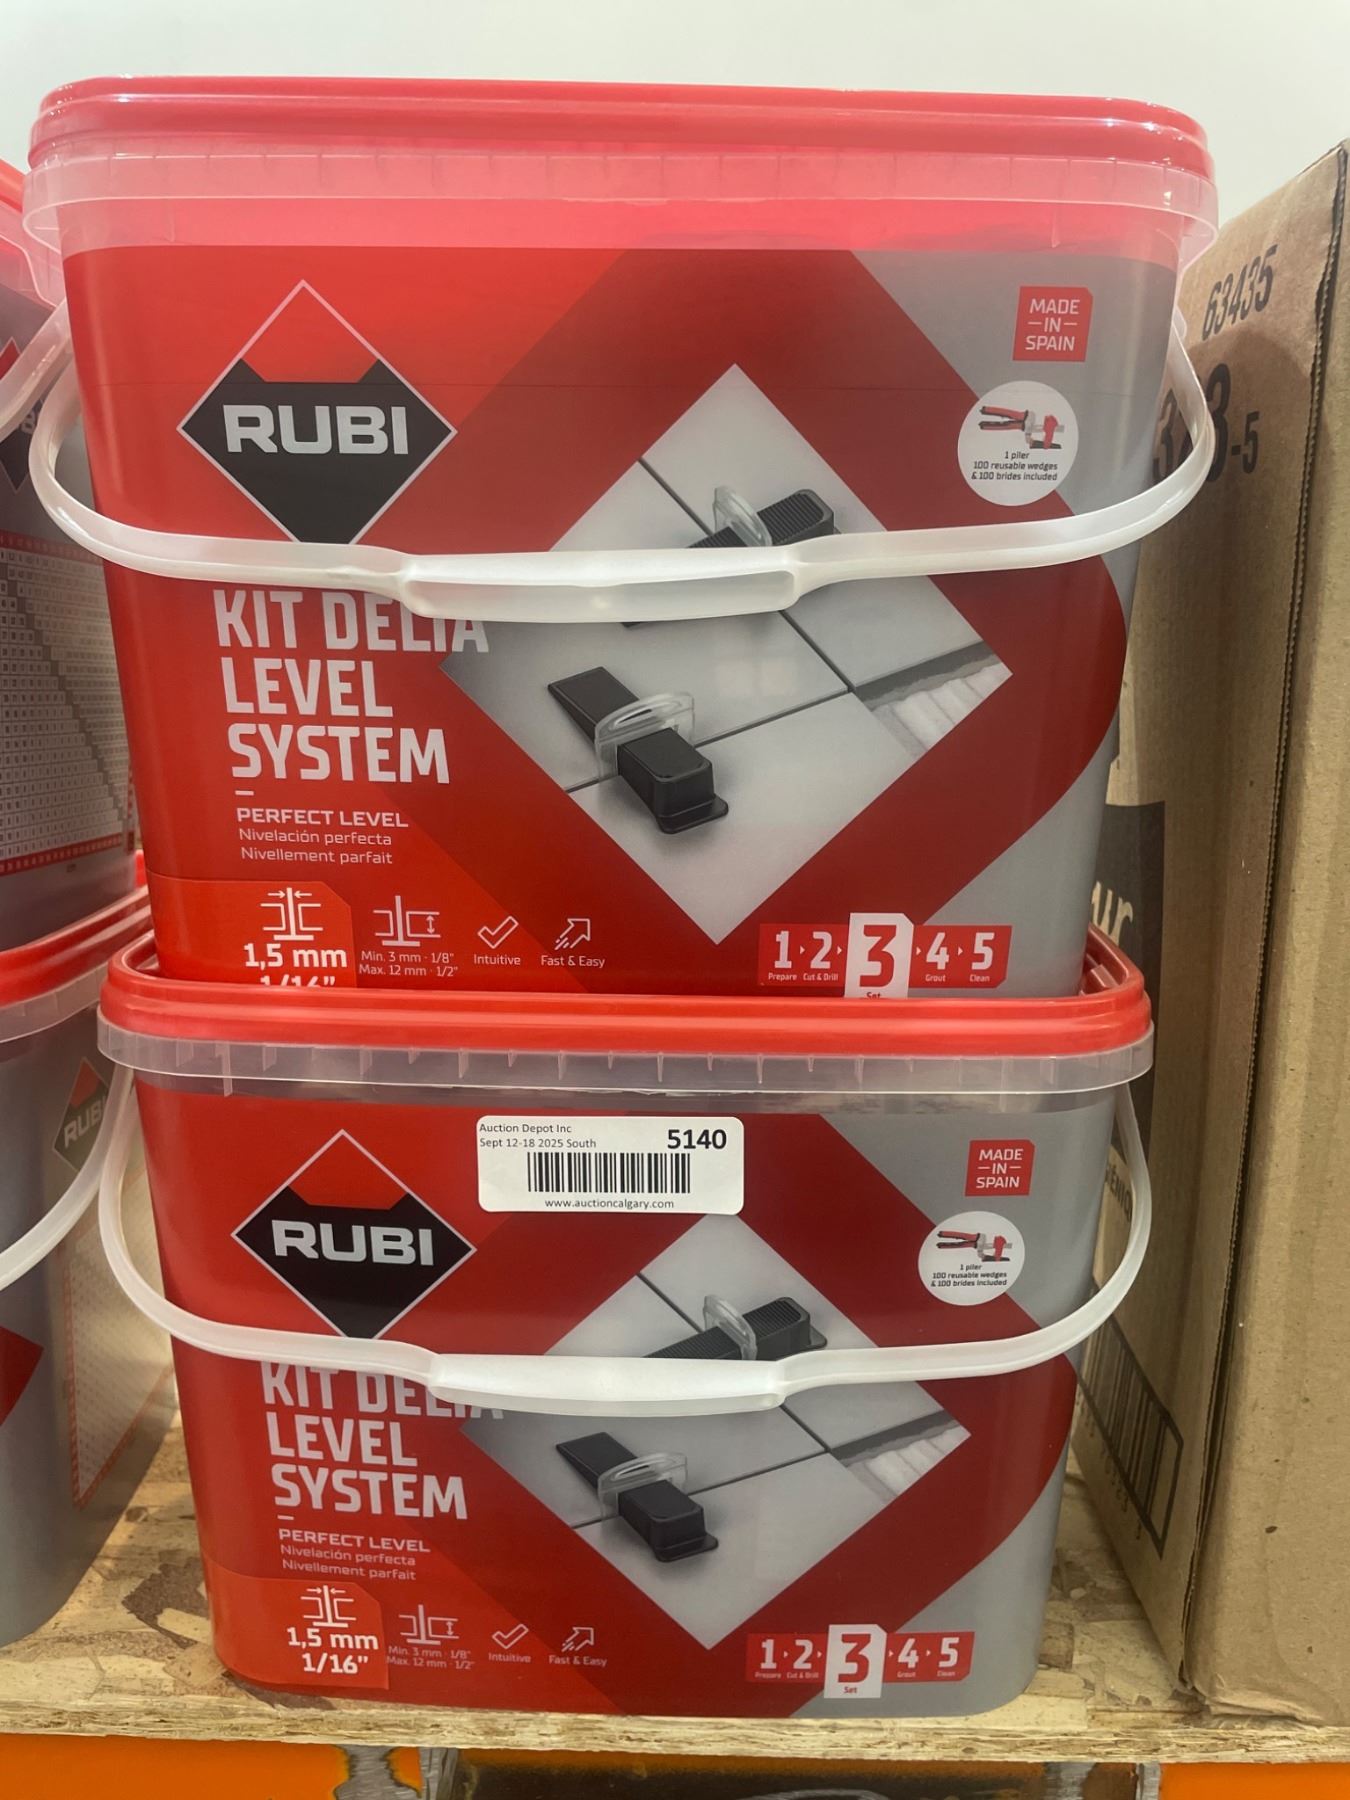 MADE
IN
SPAIN
RUBI
1 plier
100 reusable wedges
& 100 brides included
KIT DELTA
LEVEL
SYSTEM
PERFECT LEVEL
Nivelación perfecta
Nivellement parfait
1,5 mm
1/16"
Min. 3 mm · 1/8"
Max. 12 mm · 1/2"
Intuitive
Fast & Easy
1 2 3 4 5
Prepare Cut & Drill Set Grout Clean
Auction Depot Inc
Sept 12-18 2025 South
5140
www.auctioncalgary.com
MADE
IN
SPAIN
RUBI
1 plier
100 reusable wedges
& 100 brides included
KIT DELTA
LEVEL
SYSTEM
PERFECT LEVEL
Nivelación perfecta
Nivellement parfait
1,5 mm
1/16"
Min. 3 mm · 1/8"
Max. 12 mm · 1/2"
Intuitive
Fast & Easy
1 2 3 4 5
Prepare Cut & Drill Set Grout Clean
63435
-5
RUB